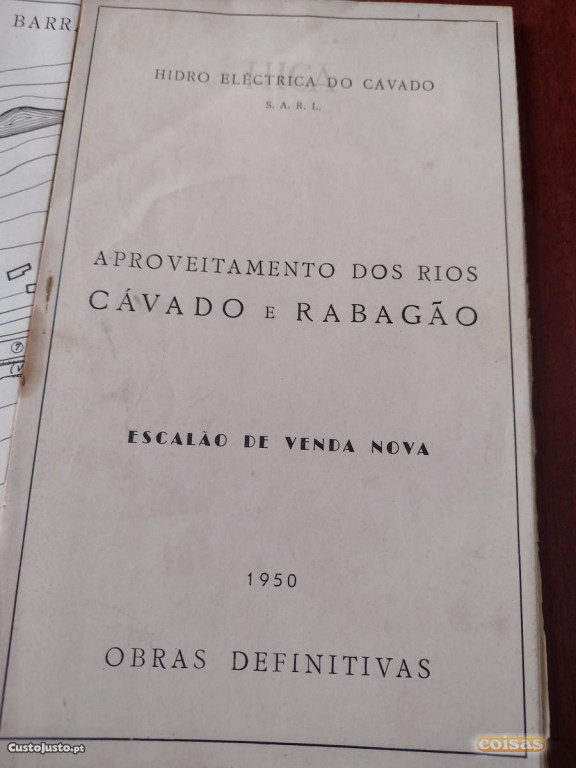 BARR
HIDRO ELÉCTRICA DO CÁVADO
S. A. R. L.
APROVEITAMENTO DOS RIOS
CÁVADO E RABAGÃO
ESCALÃO DE VENDA NOVA
1950
OBRAS DEFINITIVAS
CustoJusto.pt
coisas